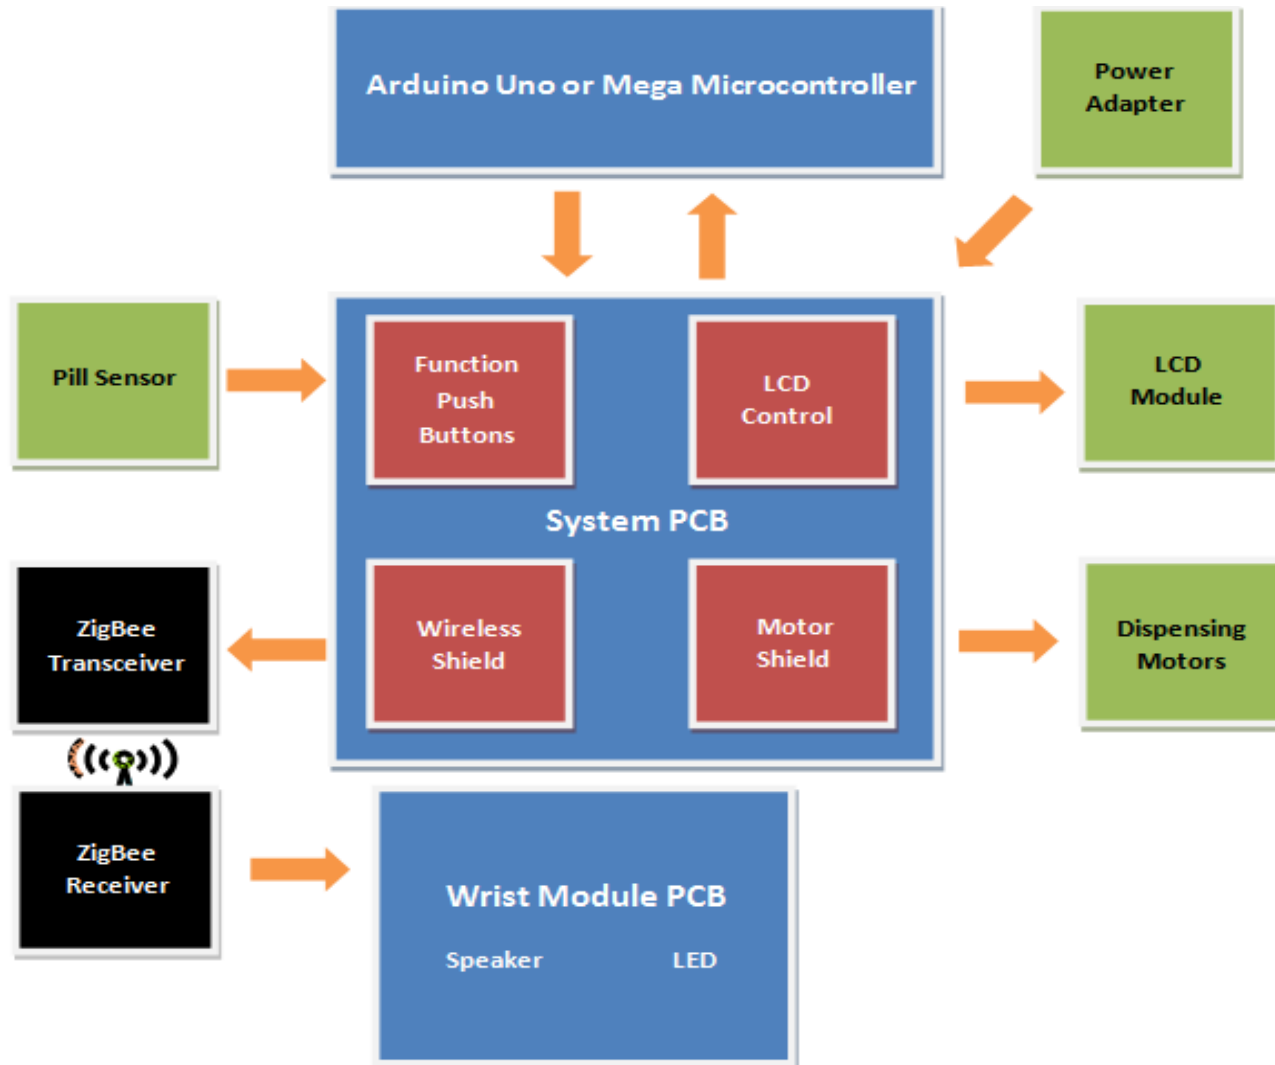 Arduino Uno or Mega Microcontroller
Power
Adapter
Pill Sensor
Function
Push
Buttons
LCD
Control
LCD
Module
System PCB
ZigBee
Transceiver
Wireless
Shield
Motor
Shield
Dispensing
Motors
ZigBee
Receiver
Wrist Module PCB
Speaker LED